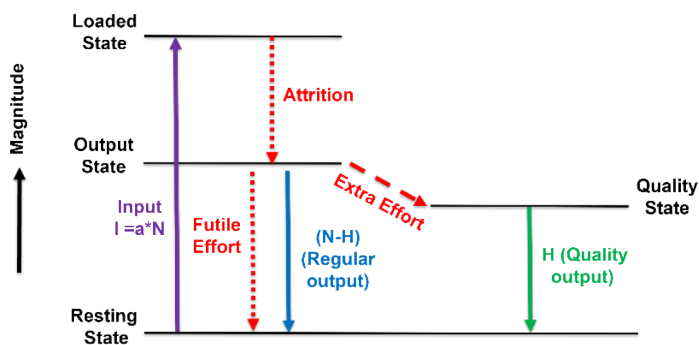 Loaded
State
Magnitude
Attrition
Output
State
Extra Effort
Quality
State
Input
I =a*N
Futile
Effort
(N-H)
(Regular
output)
H (Quality
output)
Resting
State